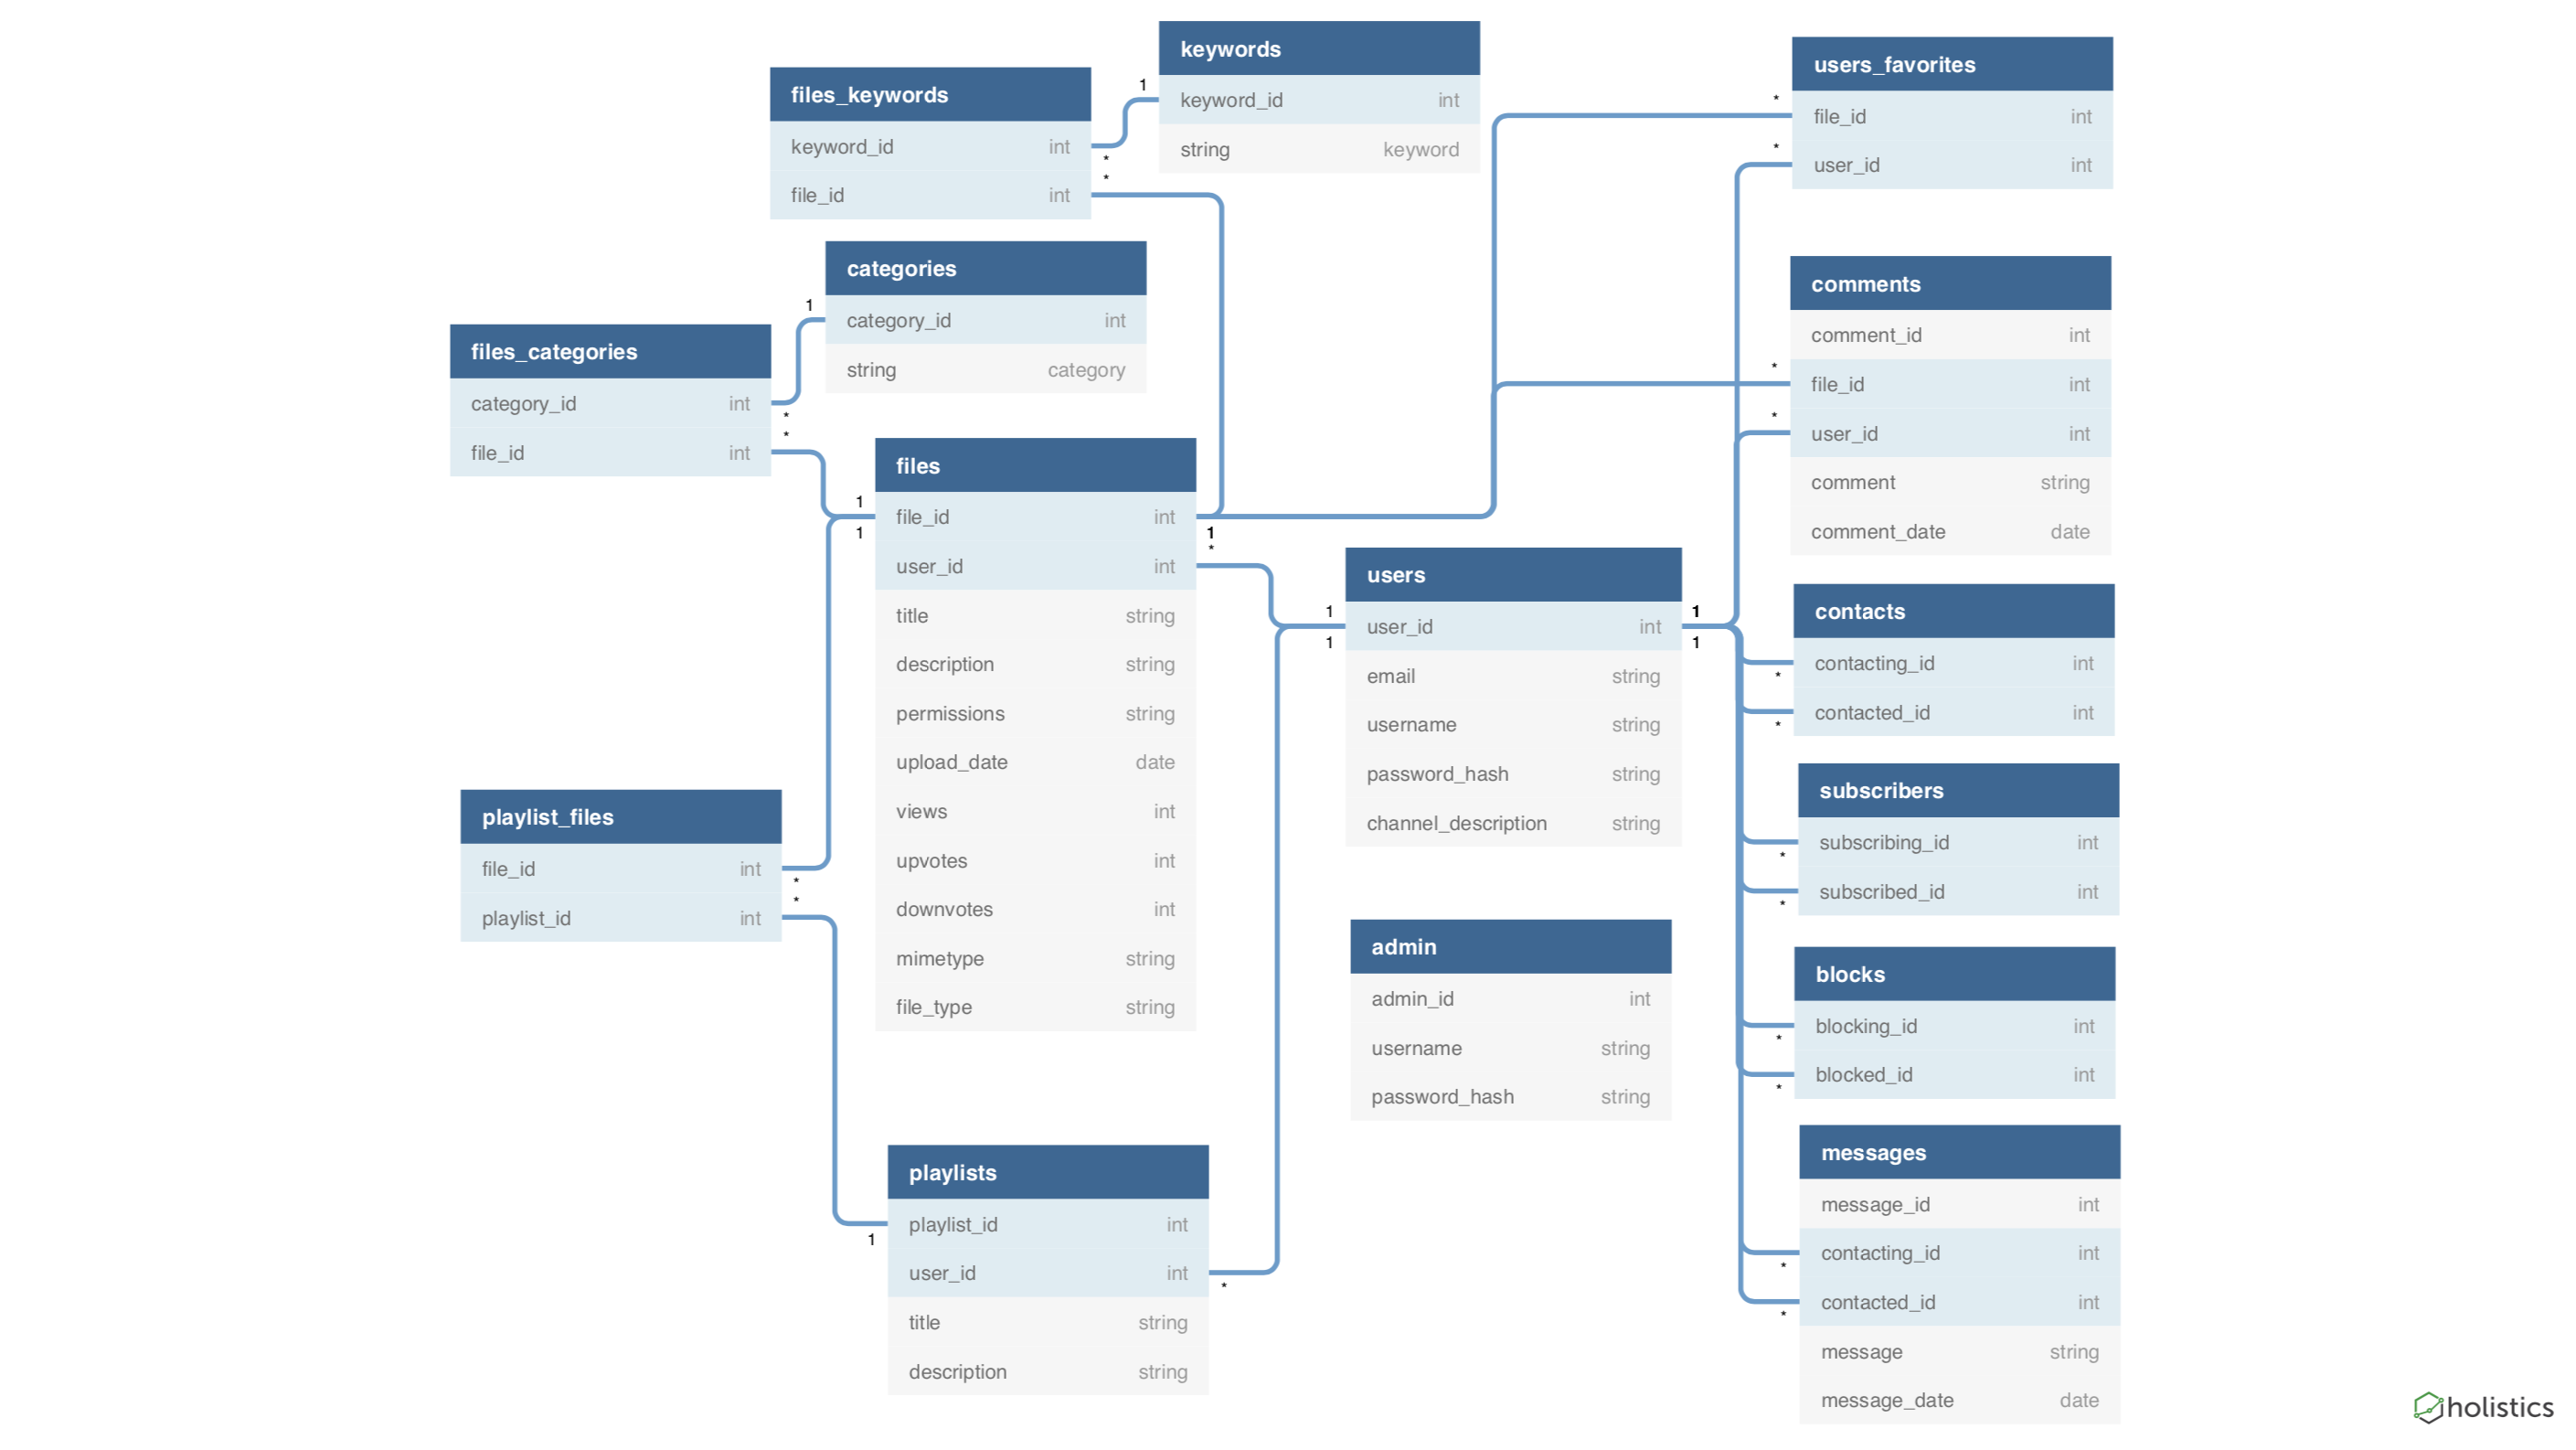 keywords
keyword_id int
string keyword
files_keywords
keyword_id int
file_id int
1
*
*
categories
category_id int
string category
1
files_categories
category_id int
file_id int
*
*
files
file_id int
user_id int
title string
description string
permissions string
upload_date date
views int
upvotes int
downvotes int
mimetype string
file_type string
1
1
1
*
playlist_files
file_id int
playlist_id int
*
*
playlists
playlist_id int
user_id int
title string
description string
1
*
users
user_id int
email string
username string
password_hash string
channel_description string
1
1
1
1
admin
admin_id int
username string
password_hash string
users_favorites
file_id int
user_id int
*
*
comments
comment_id int
file_id int
user_id int
comment string
comment_date date
*
*
contacts
contacting_id int
contacted_id int
*
*
subscribers
subscribing_id int
subscribed_id int
*
*
blocks
blocking_id int
blocked_id int
*
*
messages
message_id int
contacting_id int
contacted_id int
message string
message_date date
*
*
holistics